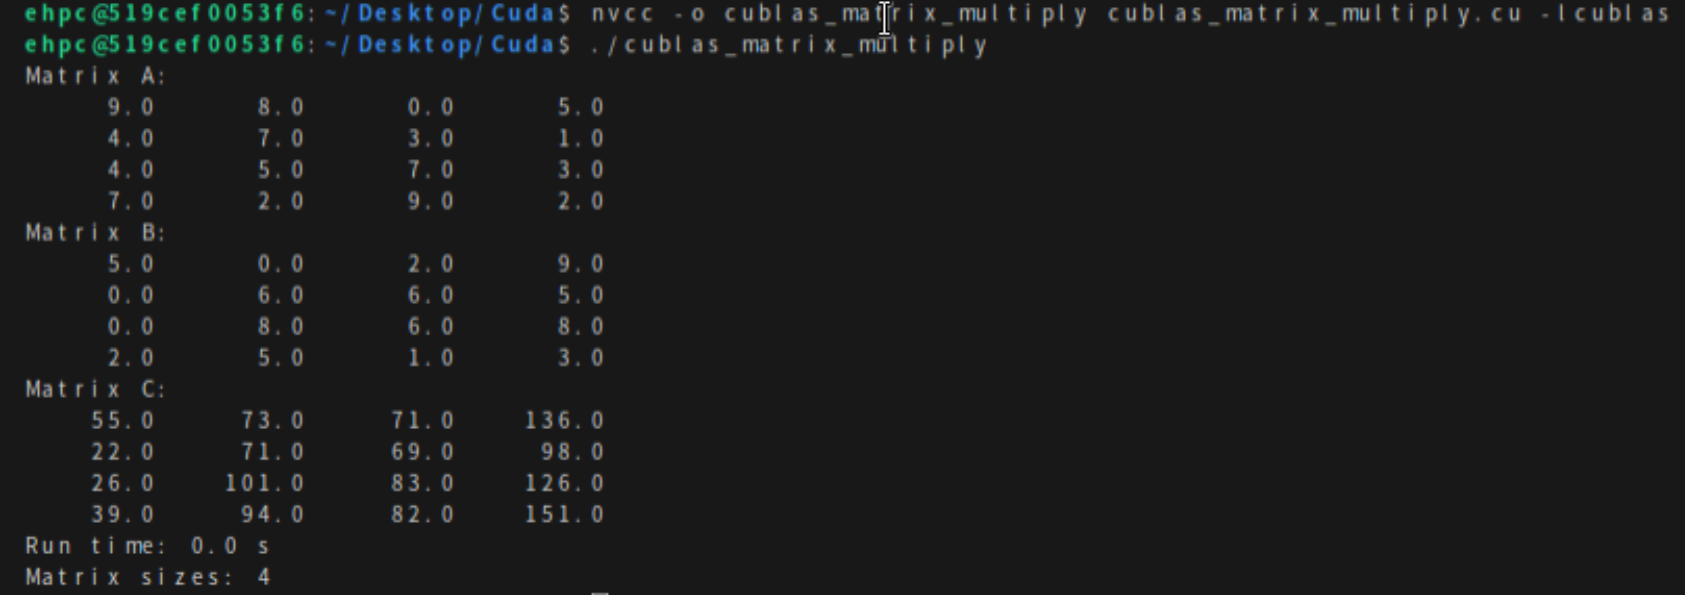 ehpc@519cef0053f6:~/Desktop/Cuda$ nvcc -o cublas_matrix_multiply cublas_matrix_multiply.cu -lcublas
ehpc@519cef0053f6:~/Desktop/Cuda$ ./cublas_matrix_multiply
Matrix A:
9.0 8.0 0.0 5.0
4.0 7.0 3.0 1.0
4.0 5.0 7.0 3.0
7.0 2.0 9.0 2.0
Matrix B:
5.0 0.0 2.0 9.0
0.0 6.0 6.0 5.0
0.0 8.0 6.0 8.0
2.0 5.0 1.0 3.0
Matrix C:
55.0 73.0 71.0 136.0
22.0 71.0 69.0 98.0
26.0 101.0 83.0 126.0
39.0 94.0 82.0 151.0
Run time: 0.0 s
Matrix sizes: 4